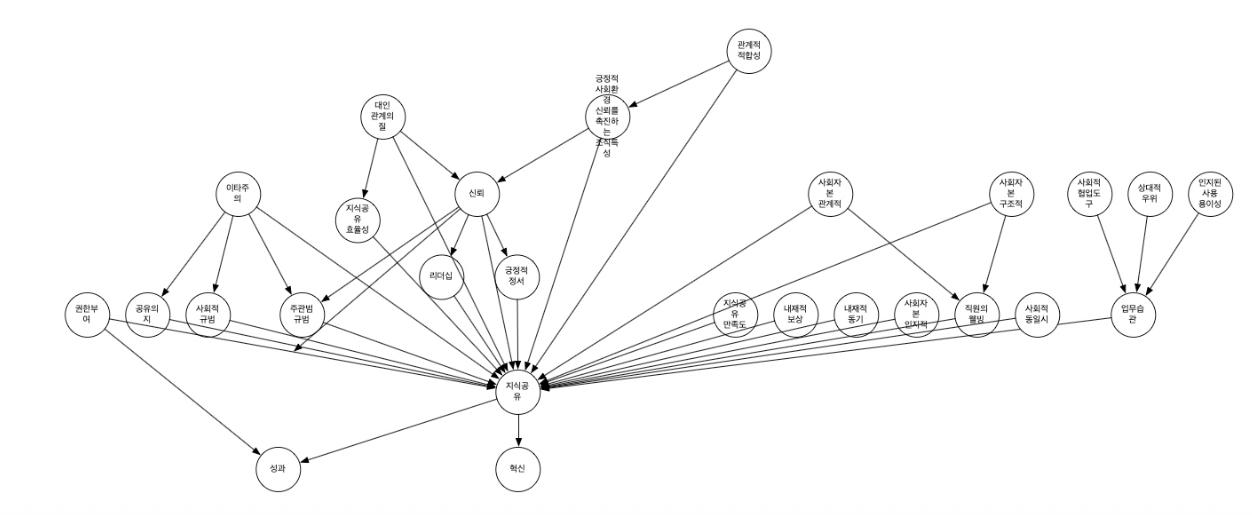 관계적
적합성
긍정적
사회환
경
신뢰를
촉진하
는
조직특
성
대인
관계의
질
이타주
의
지식공
유
효율성
신뢰
사회자
본
관계적
사회자
본
구조적
사회적
협업도
구
상대적
우위
인지된
사용
용이성
리더십
긍정적
정서
권한부
여
공유의
지
사회적
규범
주관범
규범
지식공
유
만족도
내재적
보상
내재적
동기
사회자
본
인지적
직원의
웰빙
사회적
동일시
업무습
관
지식공
유
성과
혁신